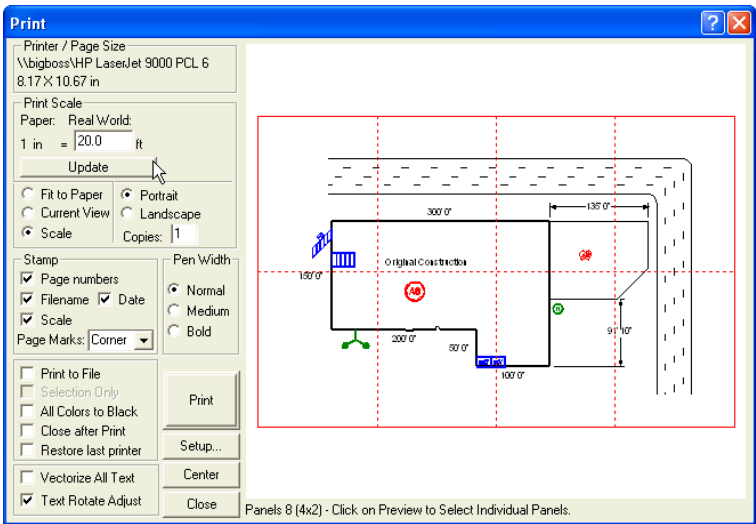 Print
Printer / Page Size
\\bigboss\HP LaserJet 9000 PCL 6
8.17 X 10.67 in
Print Scale
Paper: Real World:
1 in = 20.0 ft
Update
Fit to Paper Portrait
Current View Landscape
Scale Copies: 1
Stamp
Page numbers
Filename Date
Scale
Page Marks: Corner
Pen Width
Normal
Medium
Bold
Print to File
Selection Only
All Colors to Black
Close after Print
Restore last printer
Vectorize All Text
Text Rotate Adjust
Print
Setup...
Center
Close
135' 0"
300' 0"
Original Construction
150' 0"
200' 0"
50' 0"
91' 10"
100' 0"
Panels 8 (4x2) - Click on Preview to Select Individual Panels.